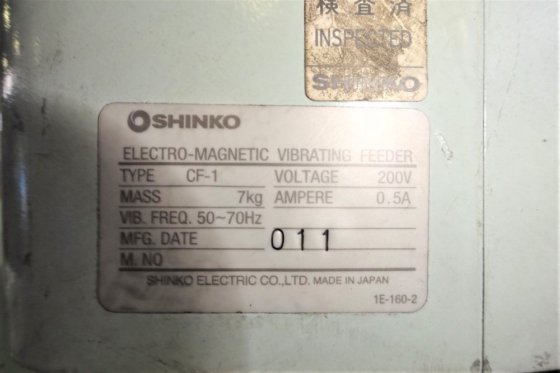 検査済
INSPECTED
SHINKO
SHINKO
ELECTRO-MAGNETIC VIBRATING FEEDER
TYPE CF-1 VOLTAGE 200V
MASS 7kg AMPERE 0.5A
VIB. FREQ. 50~70Hz
MFG. DATE 011
M. NO
SHINKO ELECTRIC CO., LTD. MADE IN JAPAN
1E-160-2